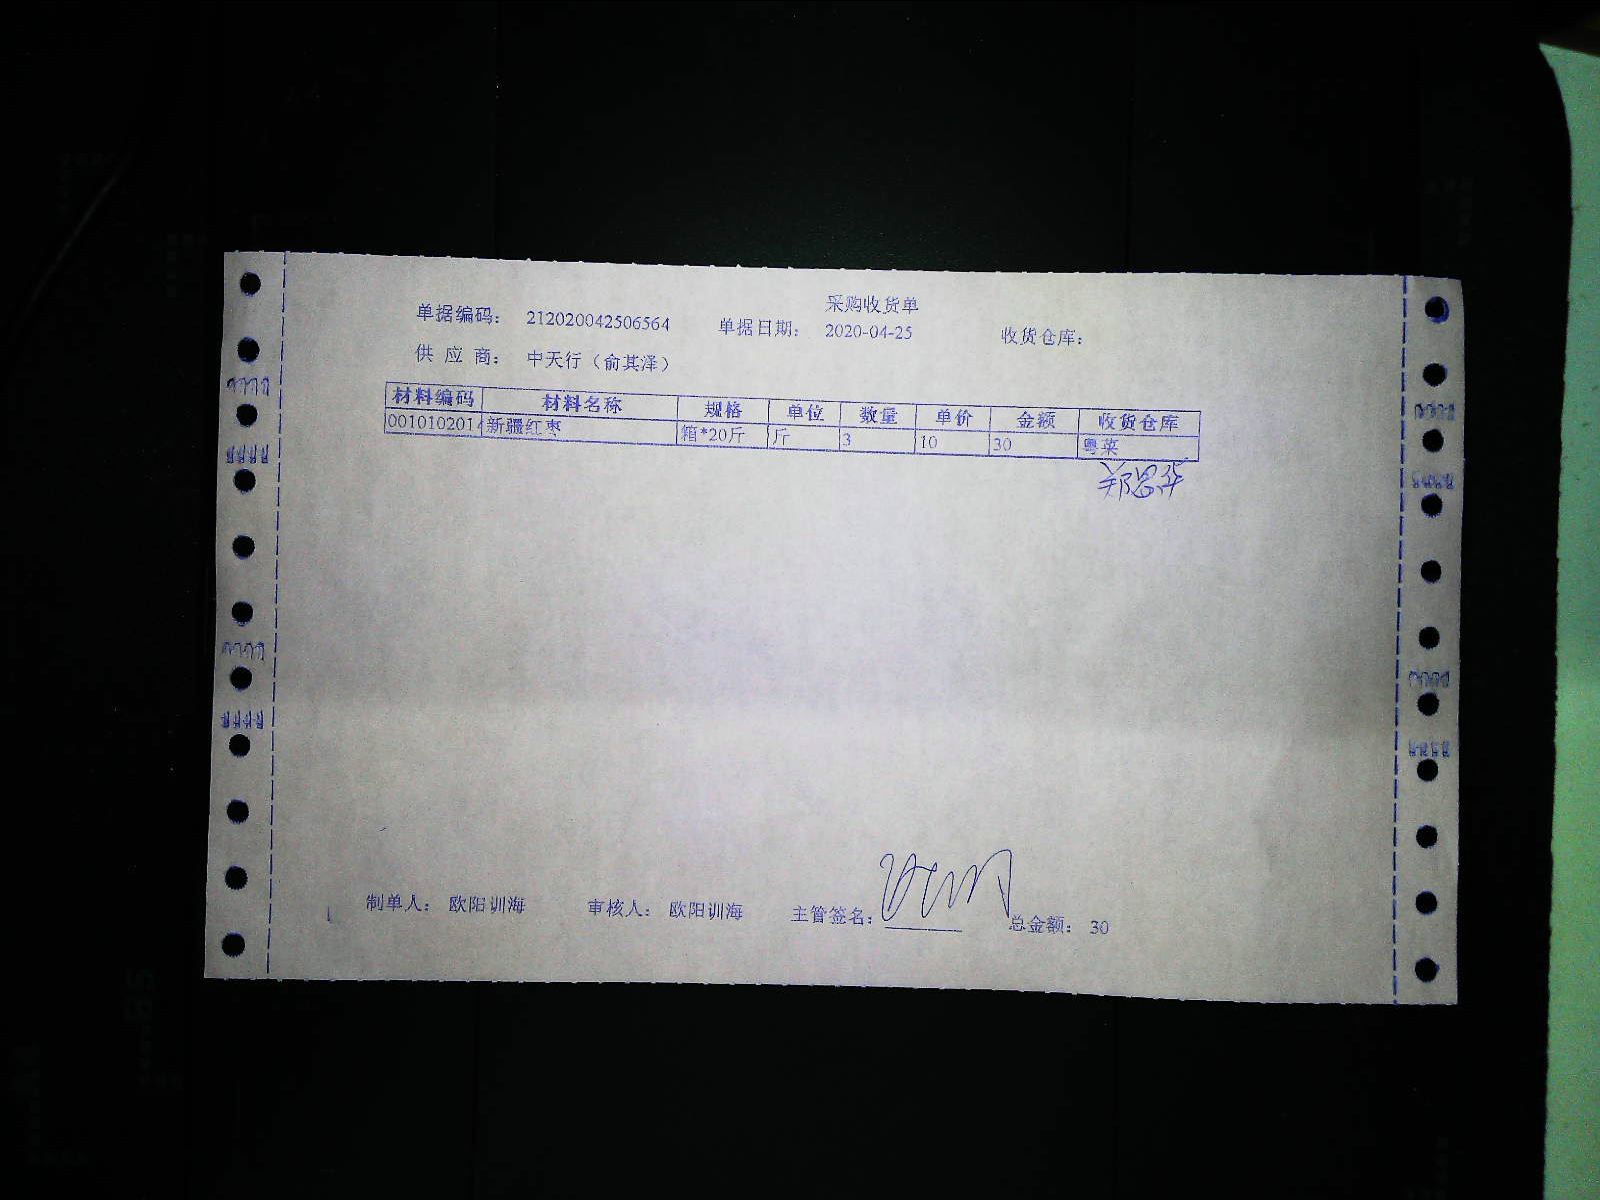 采购收货单
单据编码: 212020042506564 单据日期: 2020-04-25 收货仓库:
供 应 商: 中天行（俞其泽）
材料编码 材料名称 规格 单位 数量 单价 金额 收货仓库
001010201 新疆红枣 箱*20斤 斤 3 10 30 粤菜
制单人: 欧阳训海 审核人: 欧阳训海 主管签名: 总金额: 30